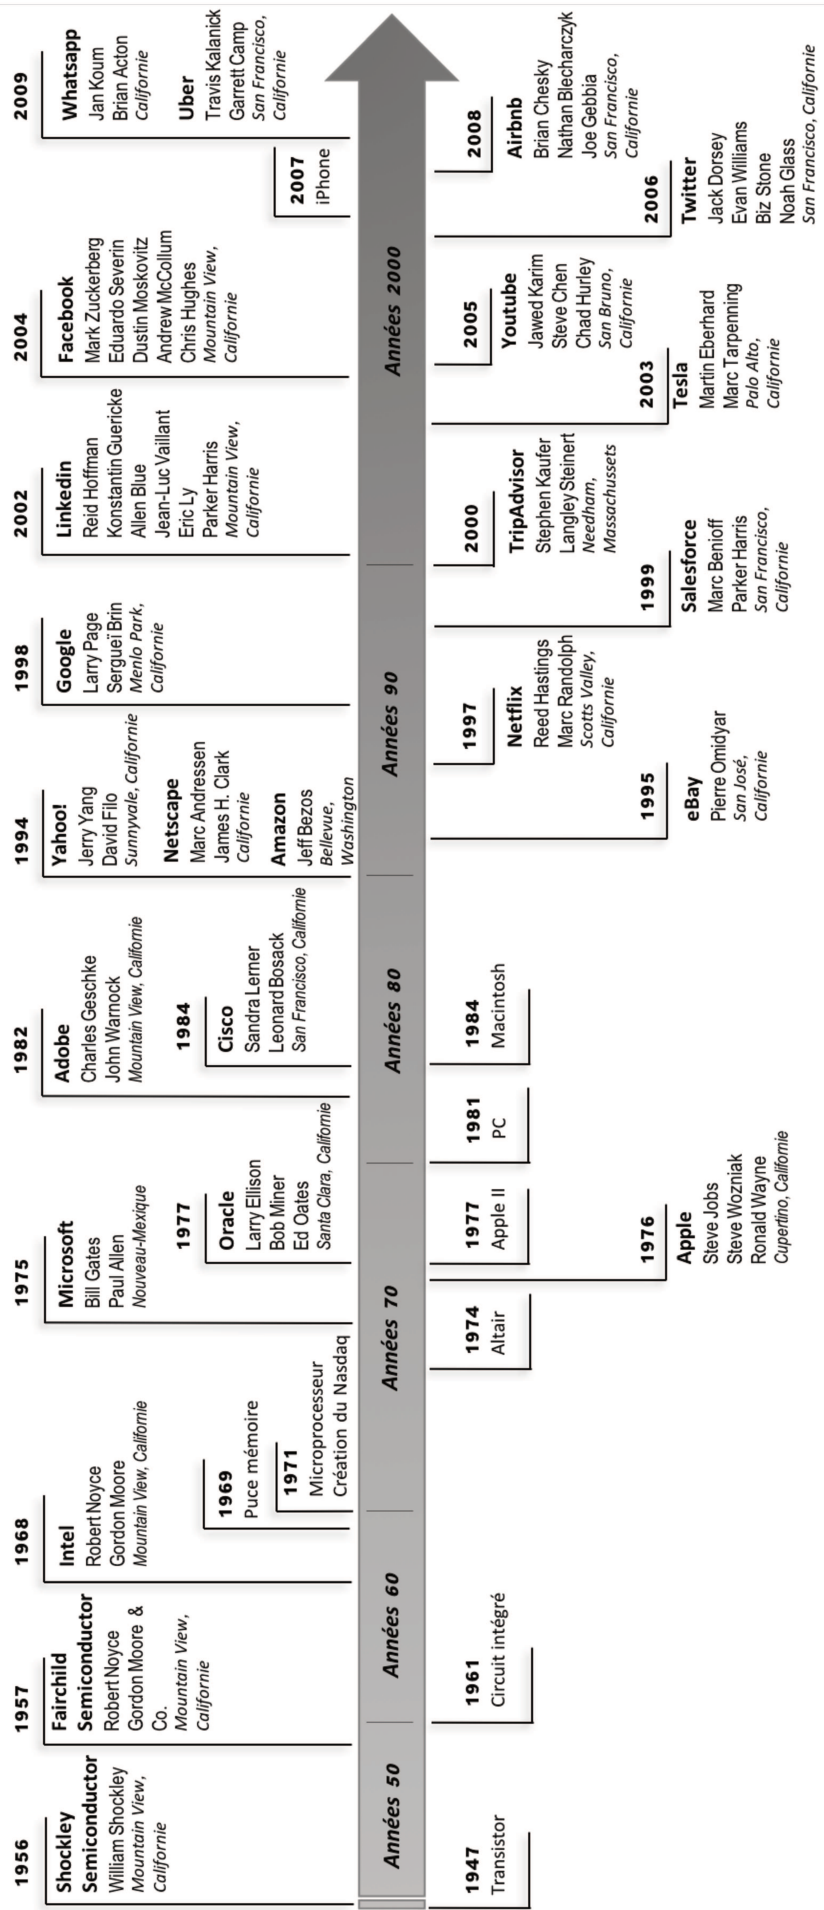 1956
Shockley
Semiconductor
William Shockley
Mountain View,
Californie
1957
Fairchild
Semiconductor
Robert Noyce
Gordon Moore &
Co.
Mountain View,
Californie
1968
Intel
Robert Noyce
Gordon Moore
Mountain View, Californie
1969
Puce mémoire
1971
Microprocesseur
Création du Nasdaq
1975
Microsoft
Bill Gates
Paul Allen
Nouveau-Mexique
1977
Oracle
Larry Ellison
Bob Miner
Ed Oates
Santa Clara, Californie
1982
Adobe
Charles Geschke
John Warnock
Mountain View, Californie
1984
Cisco
Sandra Lerner
Leonard Bosack
San Francisco, Californie
1994
Yahoo!
Jerry Yang
David Filo
Sunnyvale, Californie
Netscape
Marc Andressen
James H. Clark
Californie
Amazon
Jeff Bezos
Bellevue,
Washington
1998
Google
Larry Page
Serguei Brin
Menlo Park,
Californie
2002
Linkedin
Reid Hoffman
Konstantin Guericke
Allen Blue
Jean-Luc Vaillant
Eric Ly
Parker Harris
Mountain View,
Californie
2004
Facebook
Mark Zuckerberg
Eduardo Severin
Dustin Moskovitz
Andrew McCollum
Chris Hughes
Mountain View,
Californie
2007
iPhone
2009
Whatsapp
Jan Koum
Brian Acton
Californie
Uber
Travis Kalanick
Garrett Camp
San Francisco,
Californie
Années 50
Années 60
Années 70
Années 80
Années 90
Années 2000
1947
Transistor
1961
Circuit intégré
1974
Altair
1976
Apple
Steve Jobs
Steve Wozniak
Ronald Wayne
Cupertino, Californie
1977
Apple II
1981
PC
1984
Macintosh
1995
eBay
Pierre Omidyar
San José,
Californie
1997
Netflix
Reed Hastings
Marc Randolph
Scotts Valley,
Californie
1999
Salesforce
Marc Benioff
Parker Harris
San Francisco,
Californie
2000
TripAdvisor
Stephen Kaufer
Langley Steinert
Needham,
Massachussets
2003
Tesla
Martin Eberhard
Marc Tarpenning
Palo Alto,
Californie
2005
Youtube
Jawed Karim
Steve Chen
Chad Hurley
San Bruno,
Californie
2006
Twitter
Jack Dorsey
Evan Williams
Biz Stone
Noah Glass
San Francisco, Californie
2008
Airbnb
Brian Chesky
Nathan Blecharczyk
Joe Gebbia
San Francisco,
Californie